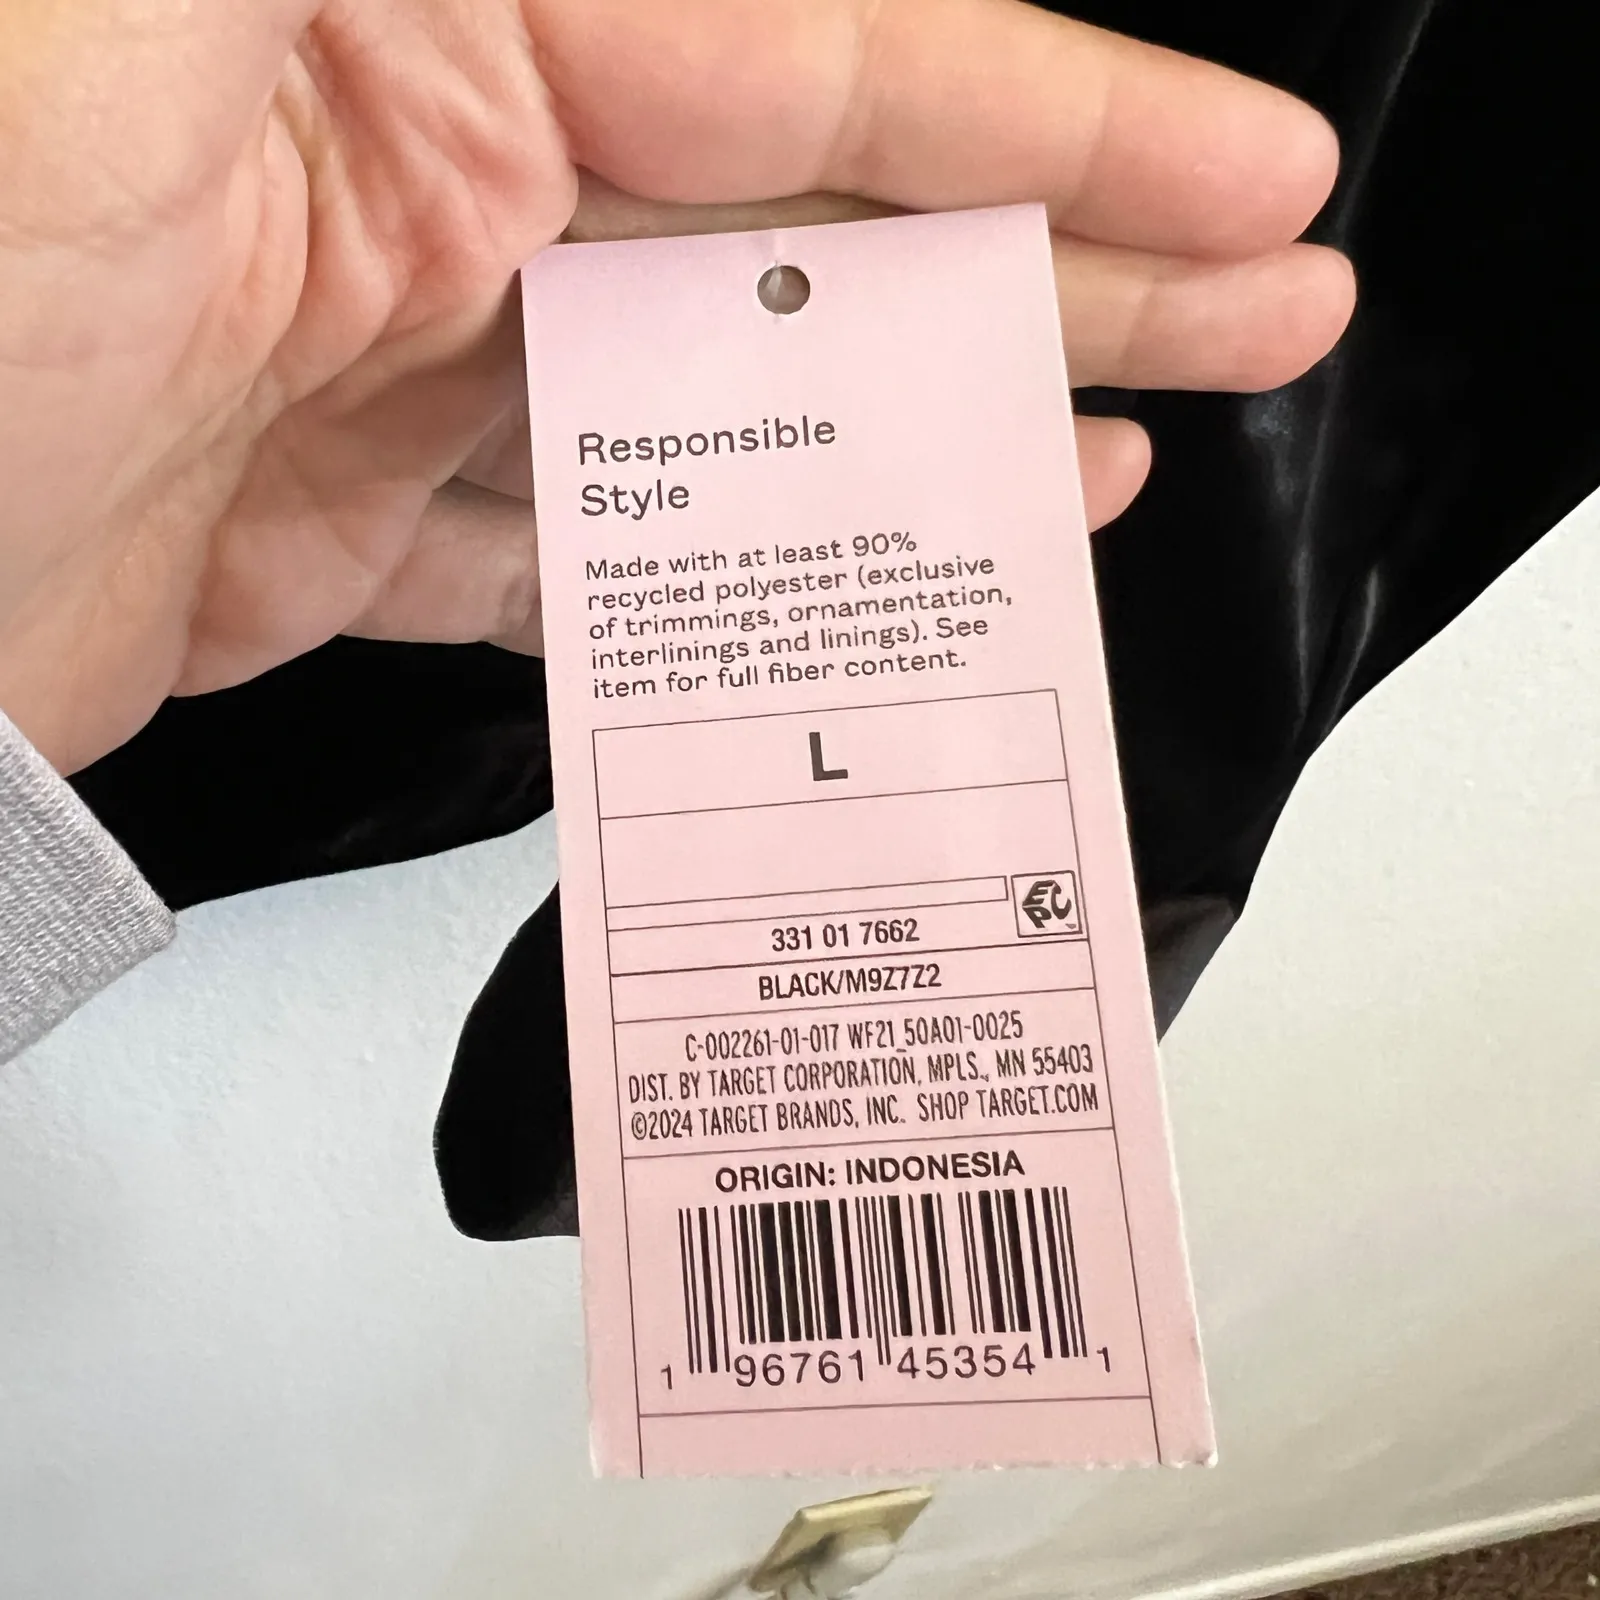 Responsible
Style
Made with at least 90%
recycled polyester (exclusive
of trimmings, ornamentation,
interlinings and linings). See
item for full fiber content.
L
EPC
331 01 7662
BLACK/M9Z7Z2
C-002261-01-017 WF21_50A01-0025
DIST. BY TARGET CORPORATION, MPLS., MN 55403
©2024 TARGET BRANDS, INC. SHOP TARGET.COM
ORIGIN: INDONESIA
1 96761 45354 1